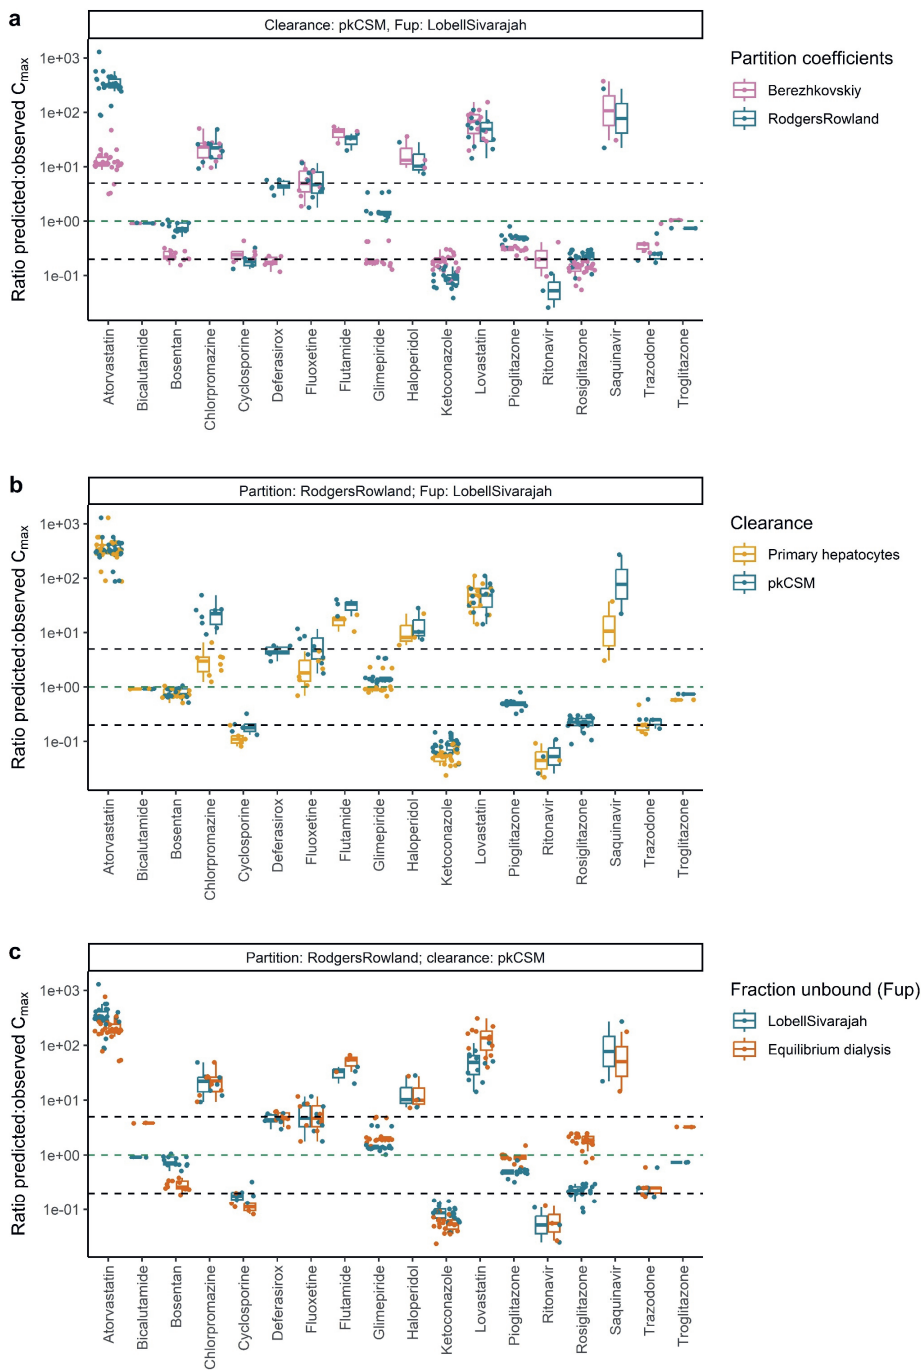 a
Clearance: pkCSM, Fup: LobellSivarajah
Ratio predicted:observed Cmax
1e+03
1e+02
1e+01
1e+00
1e-01
Atorvastatin
Bicalutamide
Bosentan
Chlorpromazine
Cyclosporine
Deferasirox
Fluoxetine
Flutamide
Glimepiride
Haloperidol
Ketoconazole
Lovastatin
Pioglitazone
Ritonavir
Rosiglitazone
Saquinavir
Trazodone
Troglitazone
Partition coefficients
Berezhkovskiy
RodgersRowland
b
Partition: RodgersRowland; Fup: LobellSivarajah
Ratio predicted:observed Cmax
1e+03
1e+02
1e+01
1e+00
1e-01
Atorvastatin
Bicalutamide
Bosentan
Chlorpromazine
Cyclosporine
Deferasirox
Fluoxetine
Flutamide
Glimepiride
Haloperidol
Ketoconazole
Lovastatin
Pioglitazone
Ritonavir
Rosiglitazone
Saquinavir
Trazodone
Troglitazone
Clearance
Primary hepatocytes
pkCSM
c
Partition: RodgersRowland; clearance: pkCSM
Ratio predicted:observed Cmax
1e+03
1e+02
1e+01
1e+00
1e-01
Atorvastatin
Bicalutamide
Bosentan
Chlorpromazine
Cyclosporine
Deferasirox
Fluoxetine
Flutamide
Glimepiride
Haloperidol
Ketoconazole
Lovastatin
Pioglitazone
Ritonavir
Rosiglitazone
Saquinavir
Trazodone
Troglitazone
Fraction unbound (Fup)
LobellSivarajah
Equilibrium dialysis